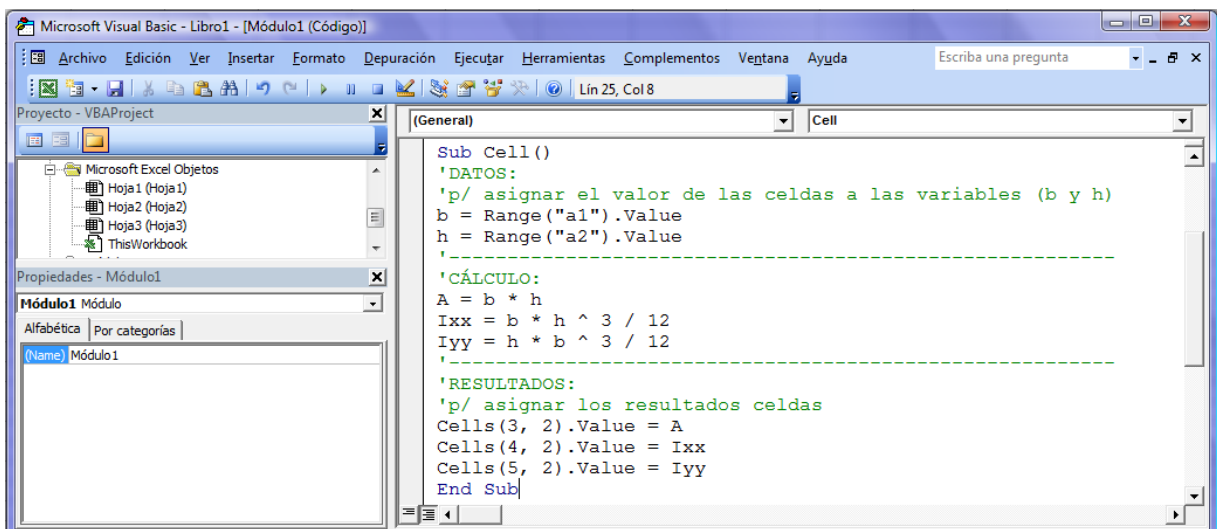 Microsoft Visual Basic - Libro1 - [Módulo1 (Código)]
Archivo Edición Ver Insertar Formato Depuración Ejecutar Herramientas Complementos Ventana Ayuda Escriba una pregunta
Lín 25, Col 8
Proyecto - VBAProject
Microsoft Excel Objetos
Hoja1 (Hoja1)
Hoja2 (Hoja2)
Hoja3 (Hoja3)
ThisWorkbook
Propiedades - Módulo1
Módulo1 Módulo
Alfabética Por categorías
(Name) Módulo1
(General) Cell
Sub Cell()
'DATOS:
'p/ asignar el valor de las celdas a las variables (b y h)
b = Range("a1").Value
h = Range("a2").Value
'---------------------------------------------------------
'CÁLCULO:
A = b * h
Ixx = b * h ^ 3 / 12
Iyy = h * b ^ 3 / 12
'---------------------------------------------------------
'RESULTADOS:
'p/ asignar los resultados celdas
Cells(3, 2).Value = A
Cells(4, 2).Value = Ixx
Cells(5, 2).Value = Iyy
End Sub